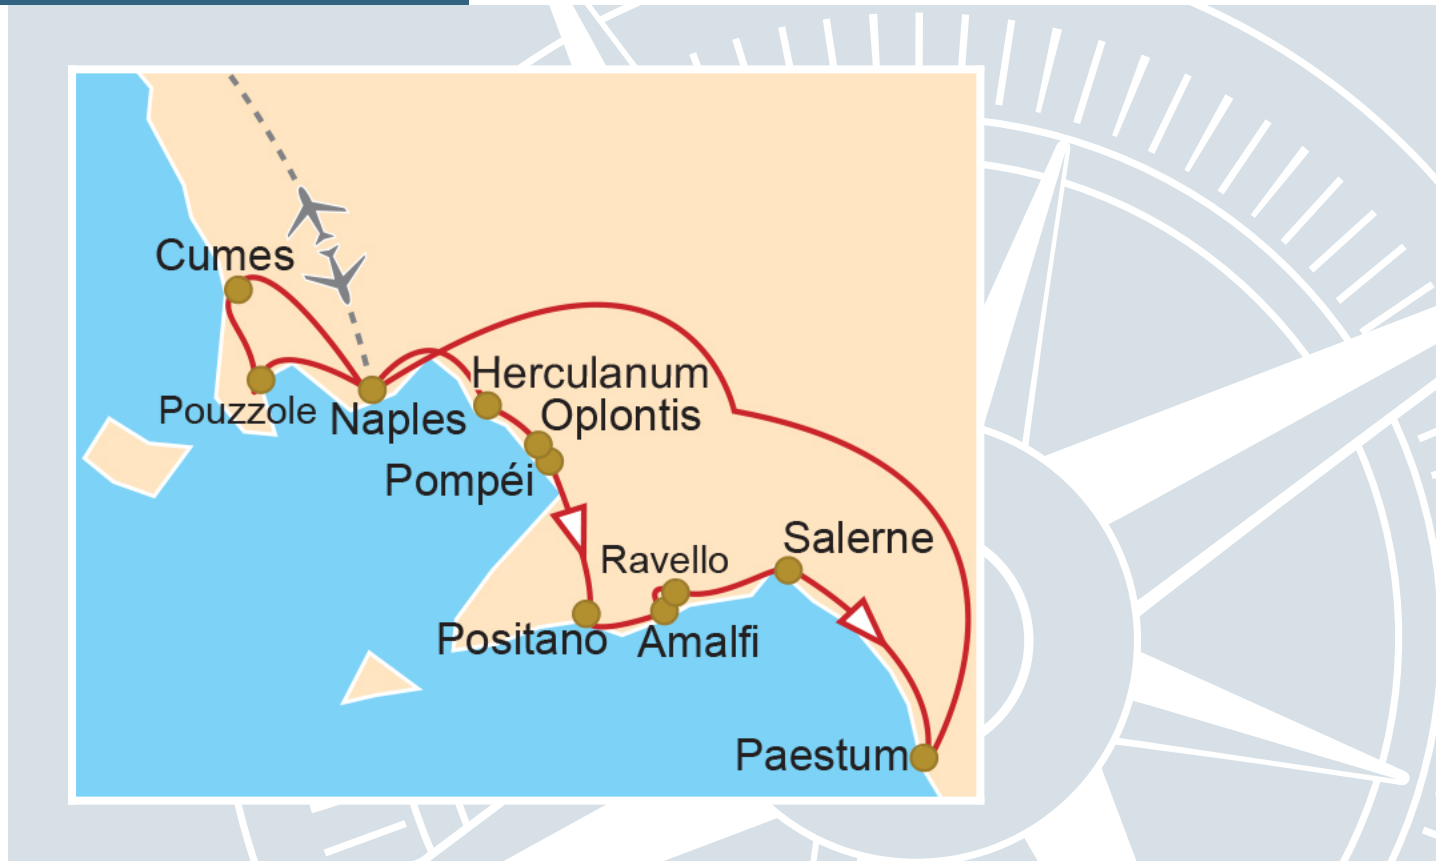 Cumes
Herculanum
Pouzzole
Naples
Oplontis
Pompéi
Salerne
Ravello
Positano
Amalfi
Paestum